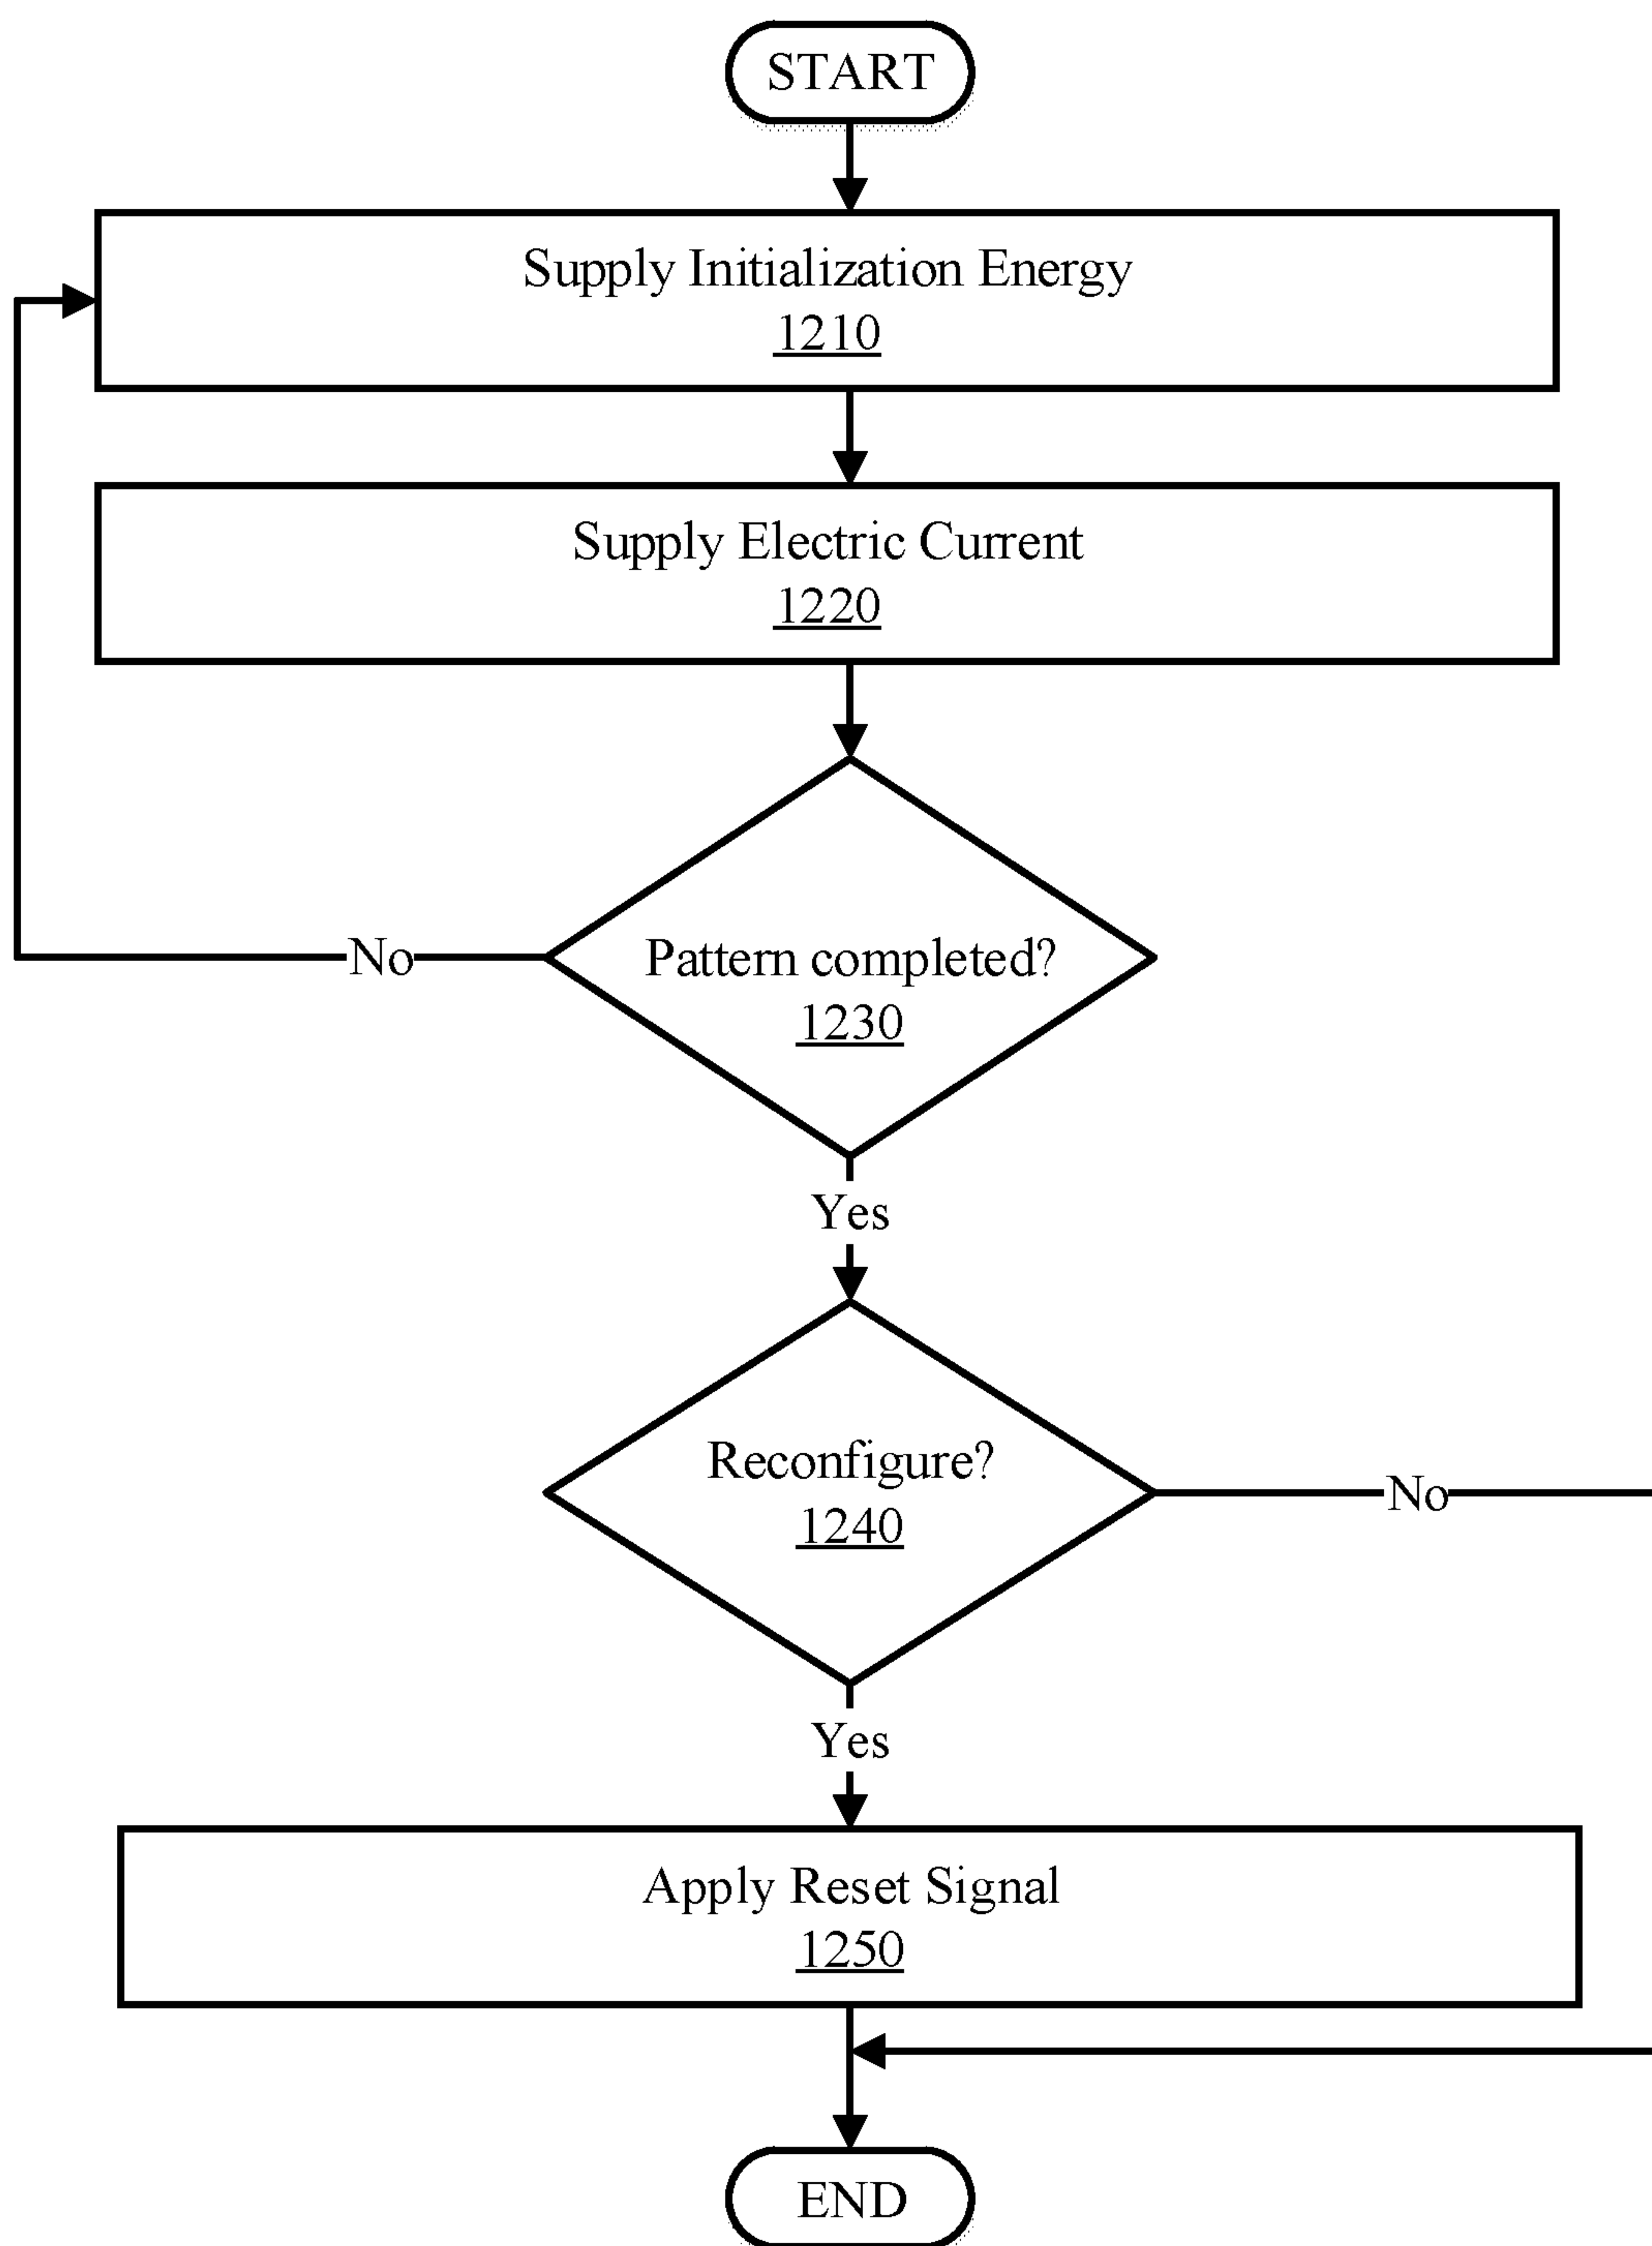 START
Supply Initialization Energy
1210
Supply Electric Current
1220
Pattern completed?
1230
No
Yes
Reconfigure?
1240
No
Yes
Apply Reset Signal
1250
END